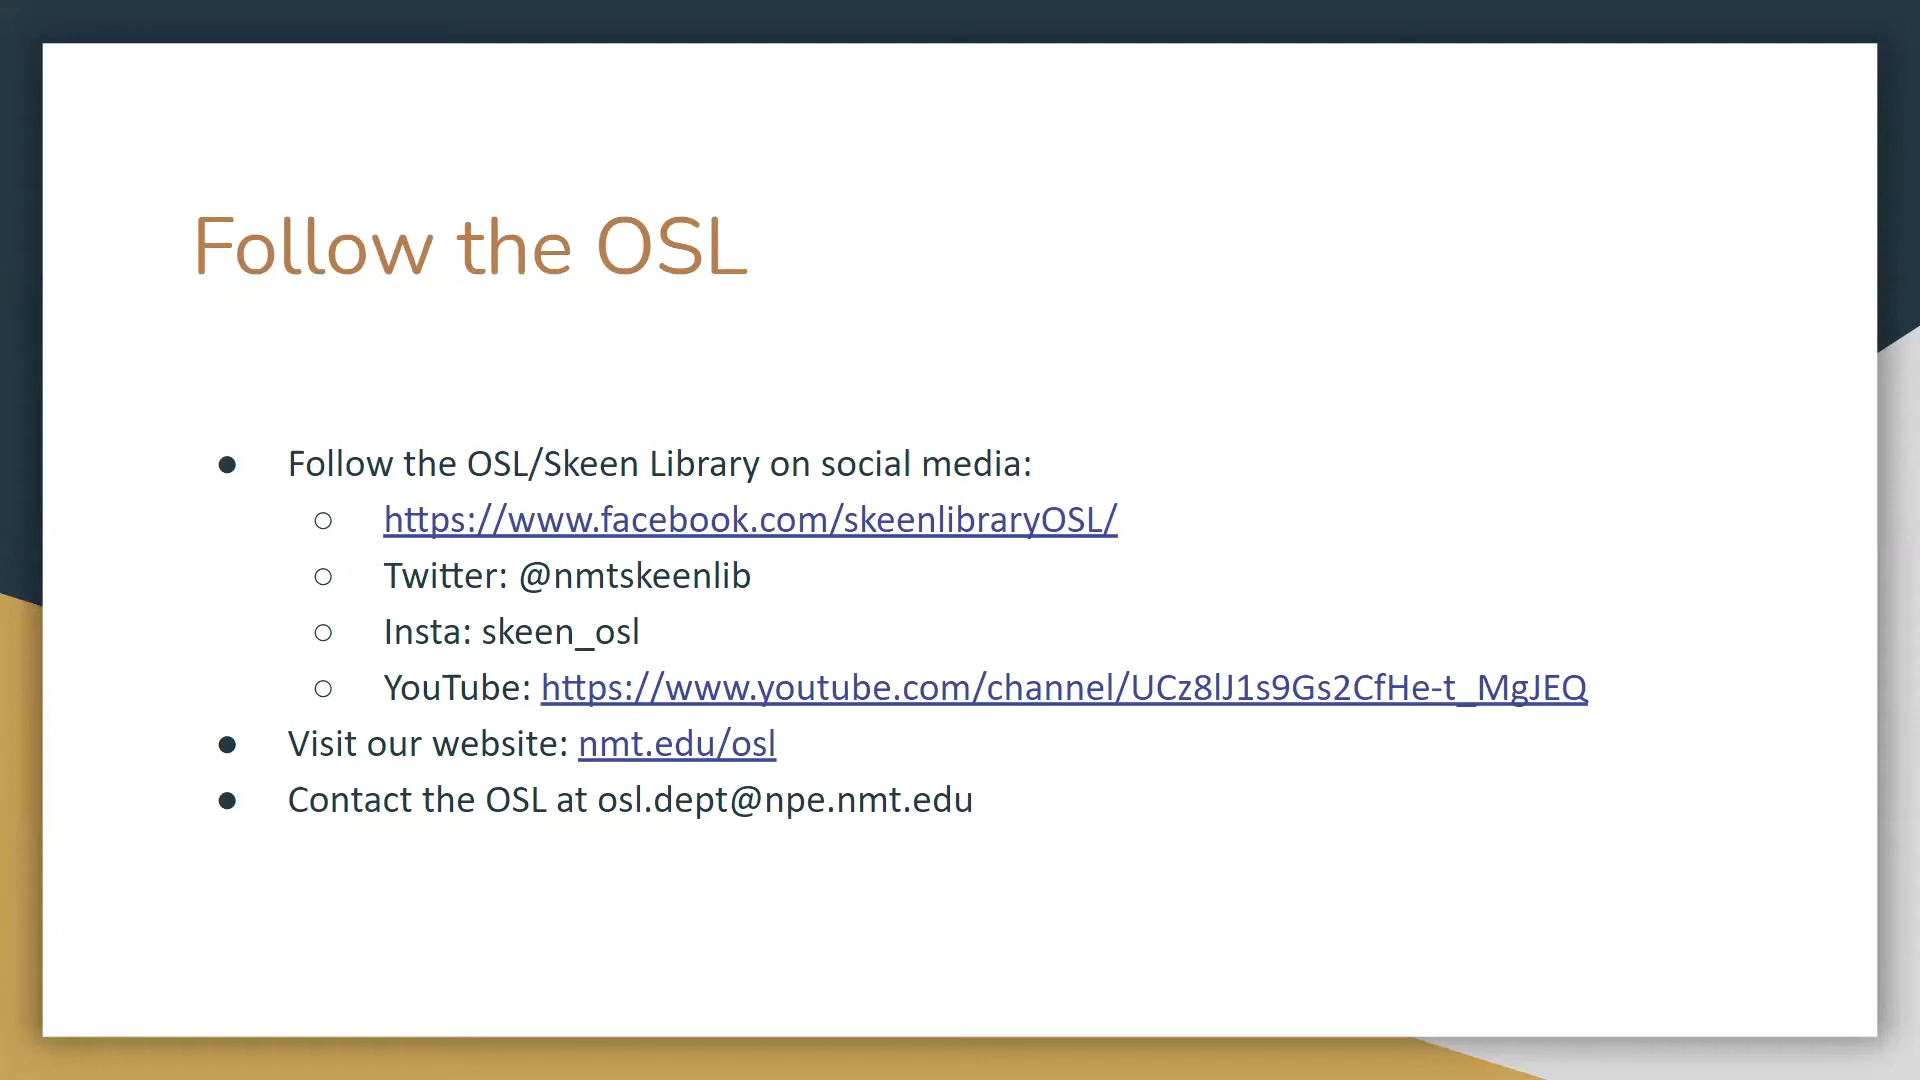 Follow the OSL
● Follow the OSL/Skeen Library on social media:
○ https://www.facebook.com/skeenlibraryOSL/
○ Twitter: @nmtskeenlib
○ Insta: skeen_osl
○ YouTube: https://www.youtube.com/channel/UCz8lJ1s9Gs2CfHe-t_MgJEQ
● Visit our website: nmt.edu/osl
● Contact the OSL at osl.dept@npe.nmt.edu